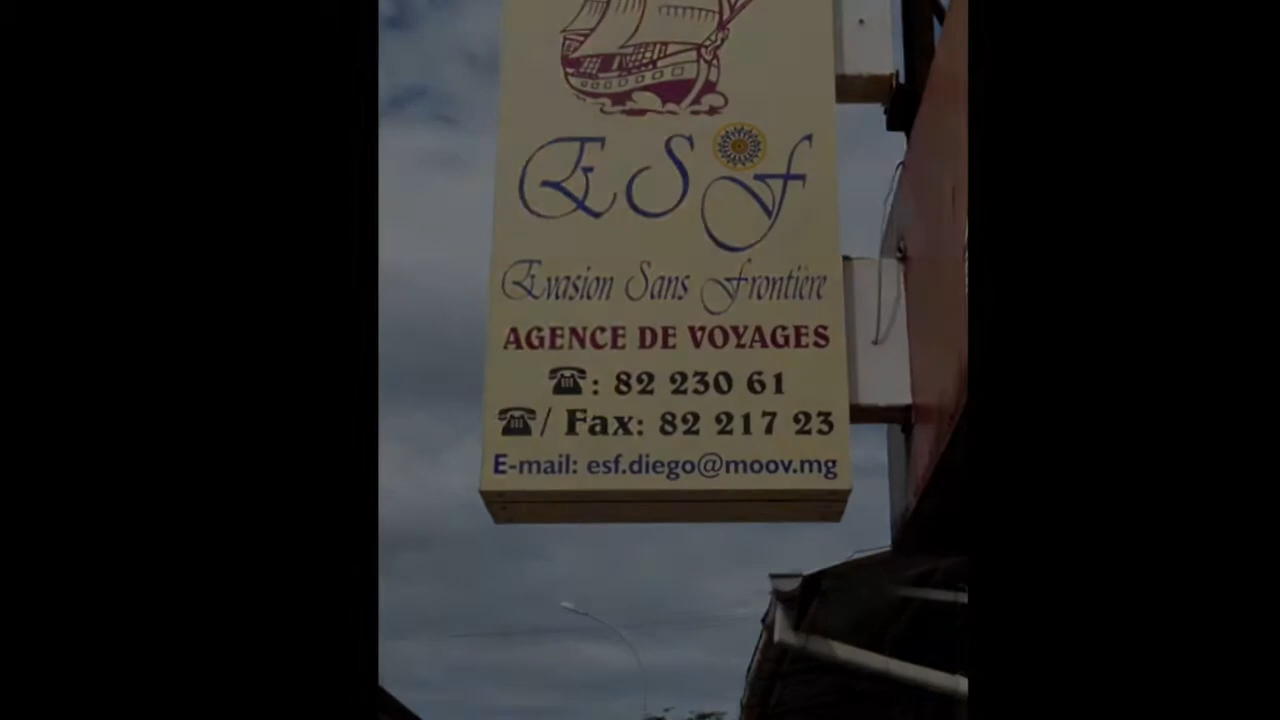 ESF
Evasion Sans Frontière
AGENCE DE VOYAGES
: 82 230 61
/ Fax: 82 217 23
E-mail: esf.diego@moov.mg